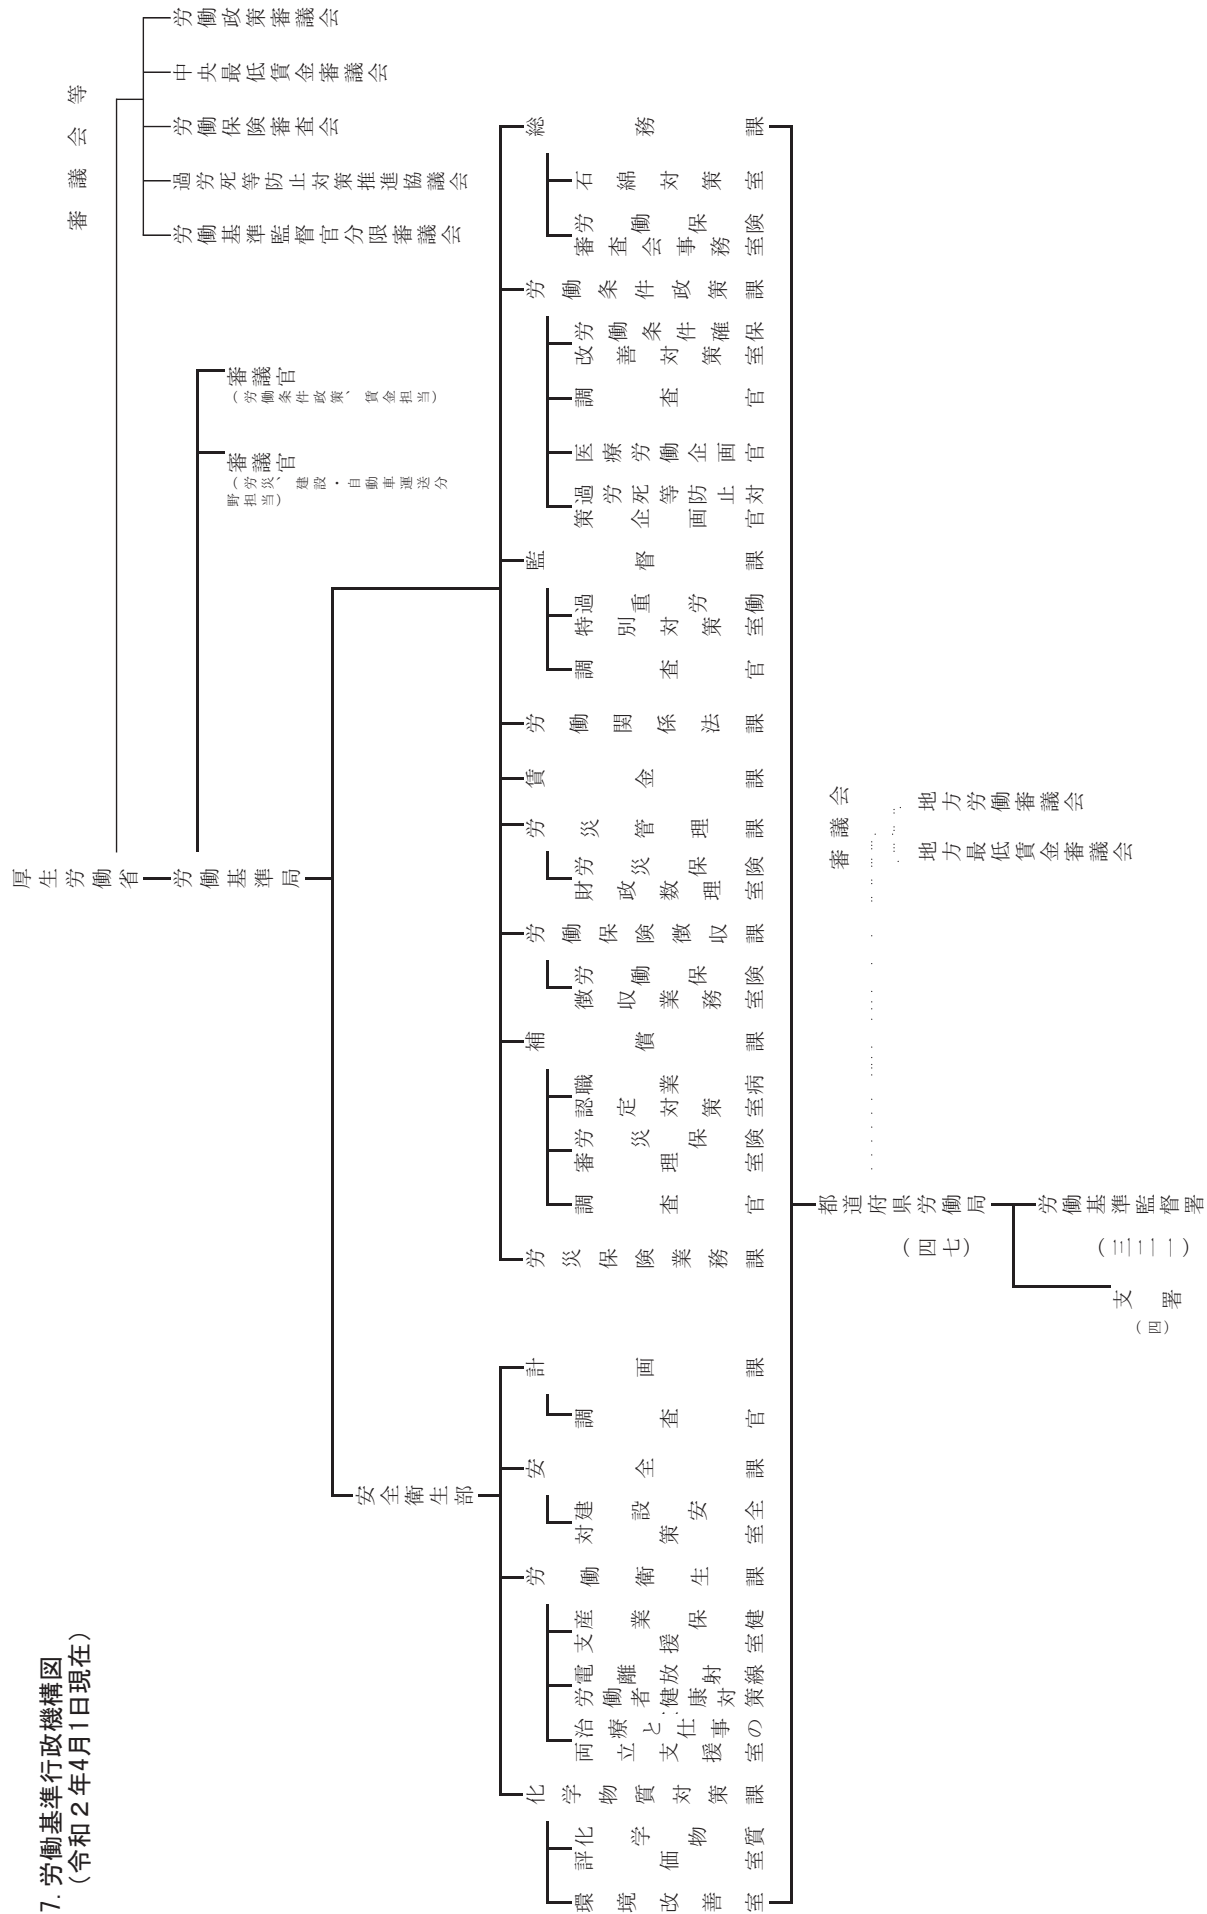 7. 労働基準行政機構図
（令和２年4月1日現在）
厚生労働省
労働基準局
審議会等
労働政策審議会
中央最低賃金審議会
労働保険審査会
過労死等防止対策推進協議会
労働基準監督官分限審議会
審議官
（労働条件政策、賃金担当）
審議官
（労災、建設・自動車運送分
野担当）
総務課
石綿対策室
労働保険
審査会事務室
労働条件政策課
労働条件確保
改善対策室
調査官
医療労働企画官
過労死等防止対
策企画官
監督課
過重労働
特別対策室
調査官
労働関係法課
賃金課
労災管理課
労災保険
財政数理室
労働保険徴収課
労働保険
徴収業務室
補償課
職業病
認定対策室
労災保険
審理室
調査官
労災保険業務課
安全衛生部
計画課
調査官
安全課
建設安全
対策室
労働衛生課
産業保健
支援室
電離放射線
労働者健康対策
治療と仕事の
両立支援室
化学物質対策課
化学物質
評価室
環境改善室
都道府県労働局
（四七）
審議会
地方労働審議会
地方最低賃金審議会
労働基準監督署
（三二一）
支署
（四）